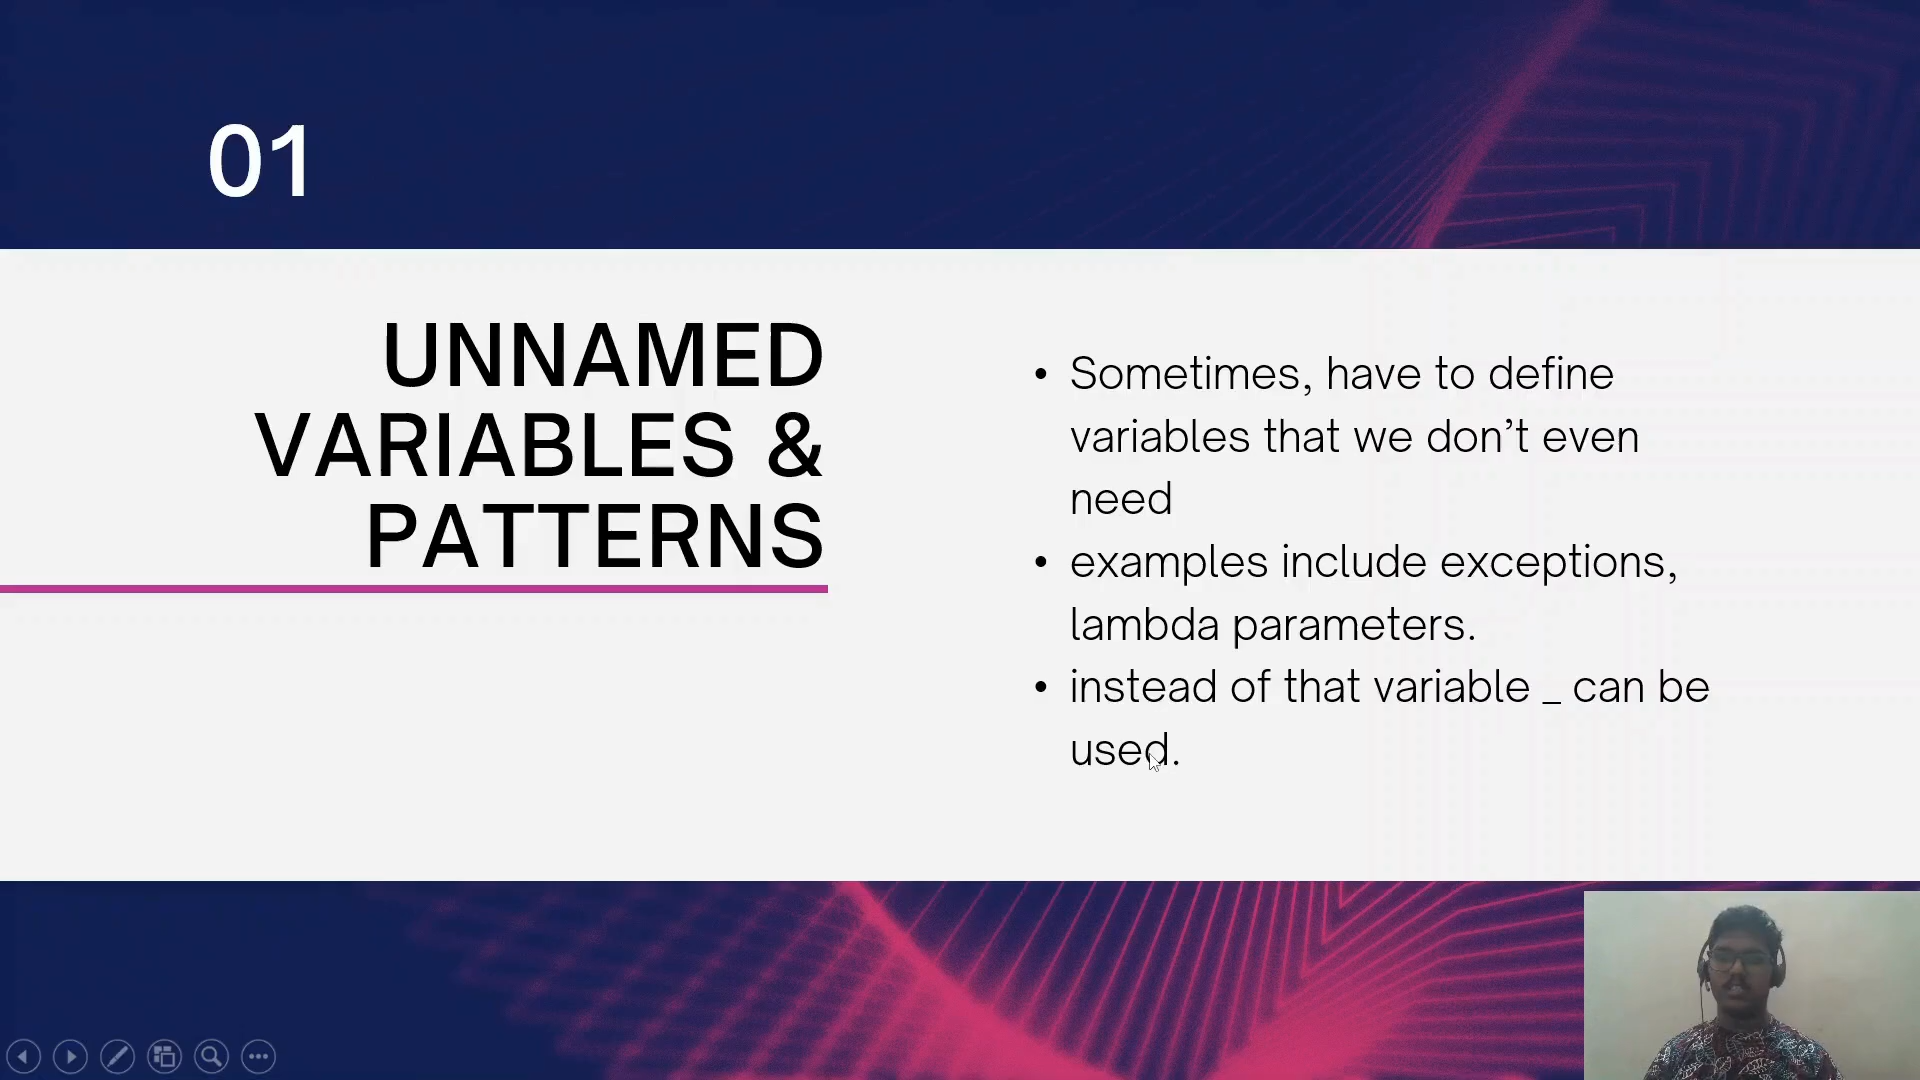 01
UNNAMED
VARIABLES &
PATTERNS
• Sometimes, have to define
variables that we don’t even
need
• examples include exceptions,
lambda parameters.
• instead of that variable _ can be
used.